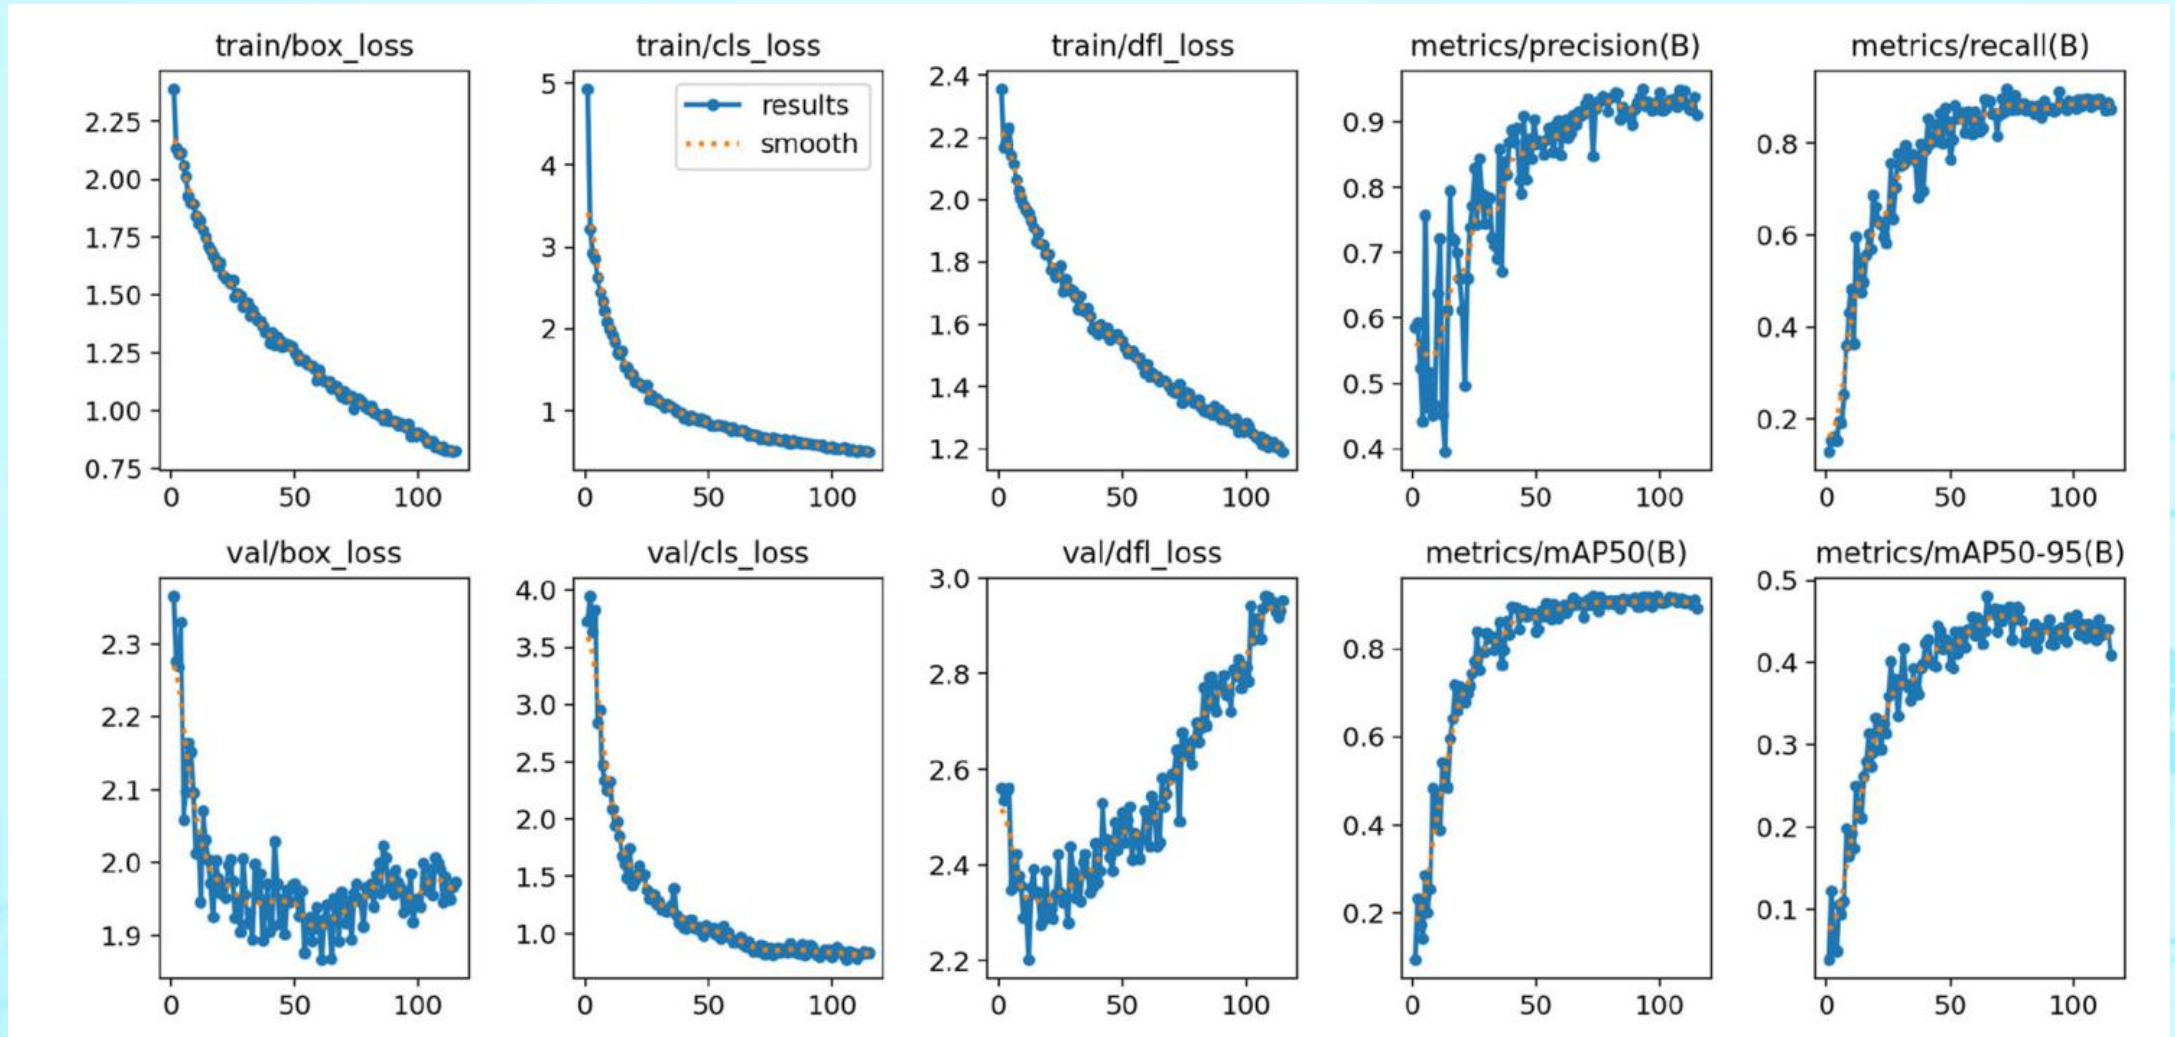 train/box_loss
2.25
2.00
1.75
1.50
1.25
1.00
0.75
0 50 100
train/cls_loss
results
smooth
5
4
3
2
1
0 50 100
train/dfl_loss
2.4
2.2
2.0
1.8
1.6
1.4
1.2
0 50 100
metrics/precision(B)
0.9
0.8
0.7
0.6
0.5
0.4
0 50 100
metrics/recall(B)
0.8
0.6
0.4
0.2
0 50 100
val/box_loss
2.3
2.2
2.1
2.0
1.9
0 50 100
val/cls_loss
4.0
3.5
3.0
2.5
2.0
1.5
1.0
0 50 100
val/dfl_loss
3.0
2.8
2.6
2.4
2.2
0 50 100
metrics/mAP50(B)
0.8
0.6
0.4
0.2
0 50 100
metrics/mAP50-95(B)
0.5
0.4
0.3
0.2
0.1
0 50 100